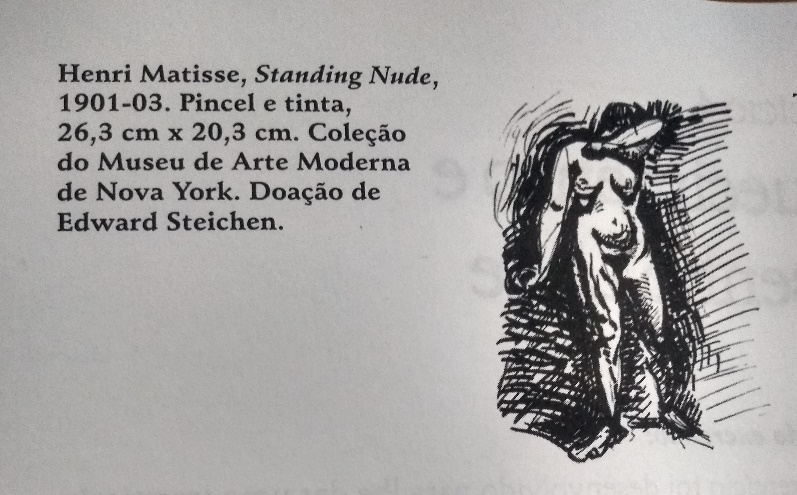 Henri Matisse, Standing Nude,
1901-03. Pincel e tinta,
26,3 cm x 20,3 cm. Coleção
do Museu de Arte Moderna
de Nova York. Doação de
Edward Steichen.